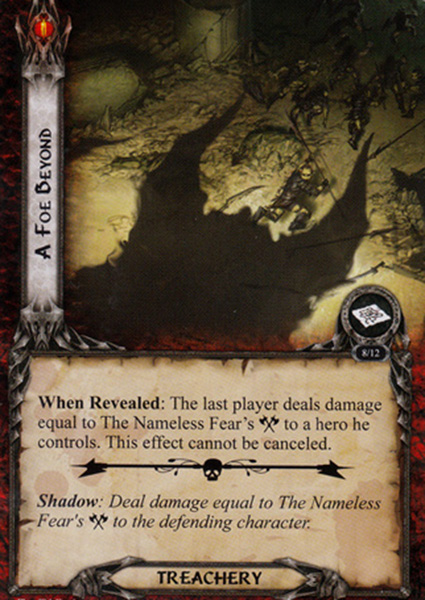 A Foe Beyond
8/12
When Revealed: The last player deals damage
equal to The Nameless Fear's to a hero he
controls. This effect cannot be canceled.
Shadow: Deal damage equal to The Nameless
Fear's to the defending character.
TREACHERY